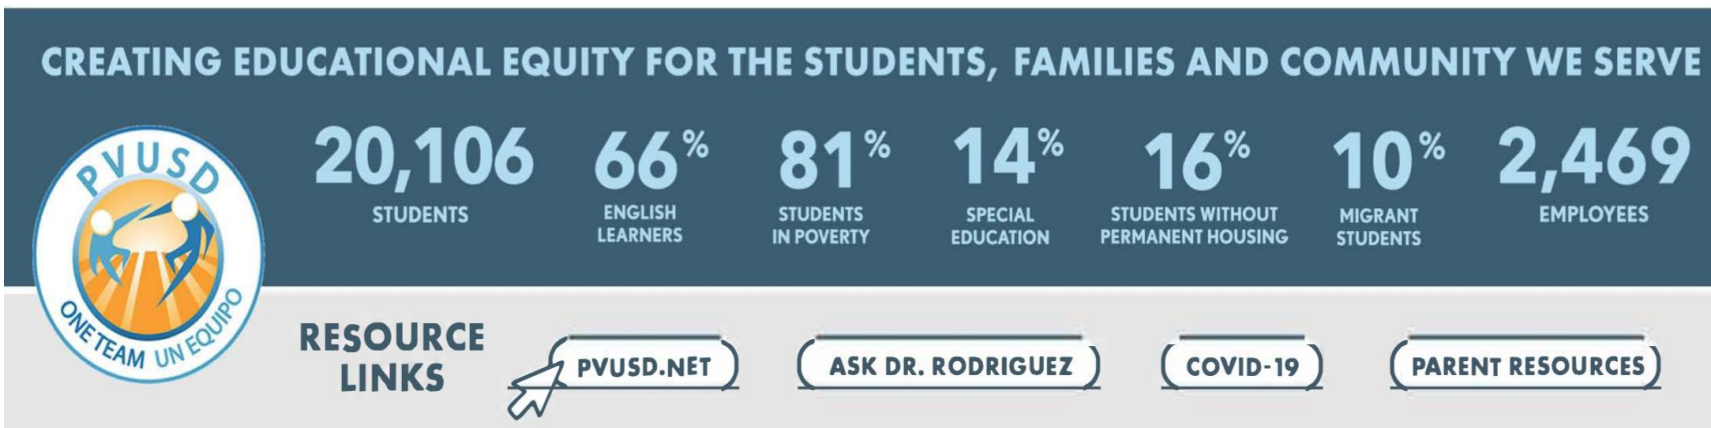 CREATING EDUCATIONAL EQUITY FOR THE STUDENTS, FAMILIES AND COMMUNITY WE SERVE
PVUSD
ONE TEAM UN EQUIPO
20,106
STUDENTS
66%
ENGLISH
LEARNERS
81%
STUDENTS
IN POVERTY
14%
SPECIAL
EDUCATION
16%
STUDENTS WITHOUT
PERMANENT HOUSING
10%
MIGRANT
STUDENTS
2,469
EMPLOYEES
RESOURCE
LINKS
PVUSD.NET
ASK DR. RODRIGUEZ
COVID-19
PARENT RESOURCES